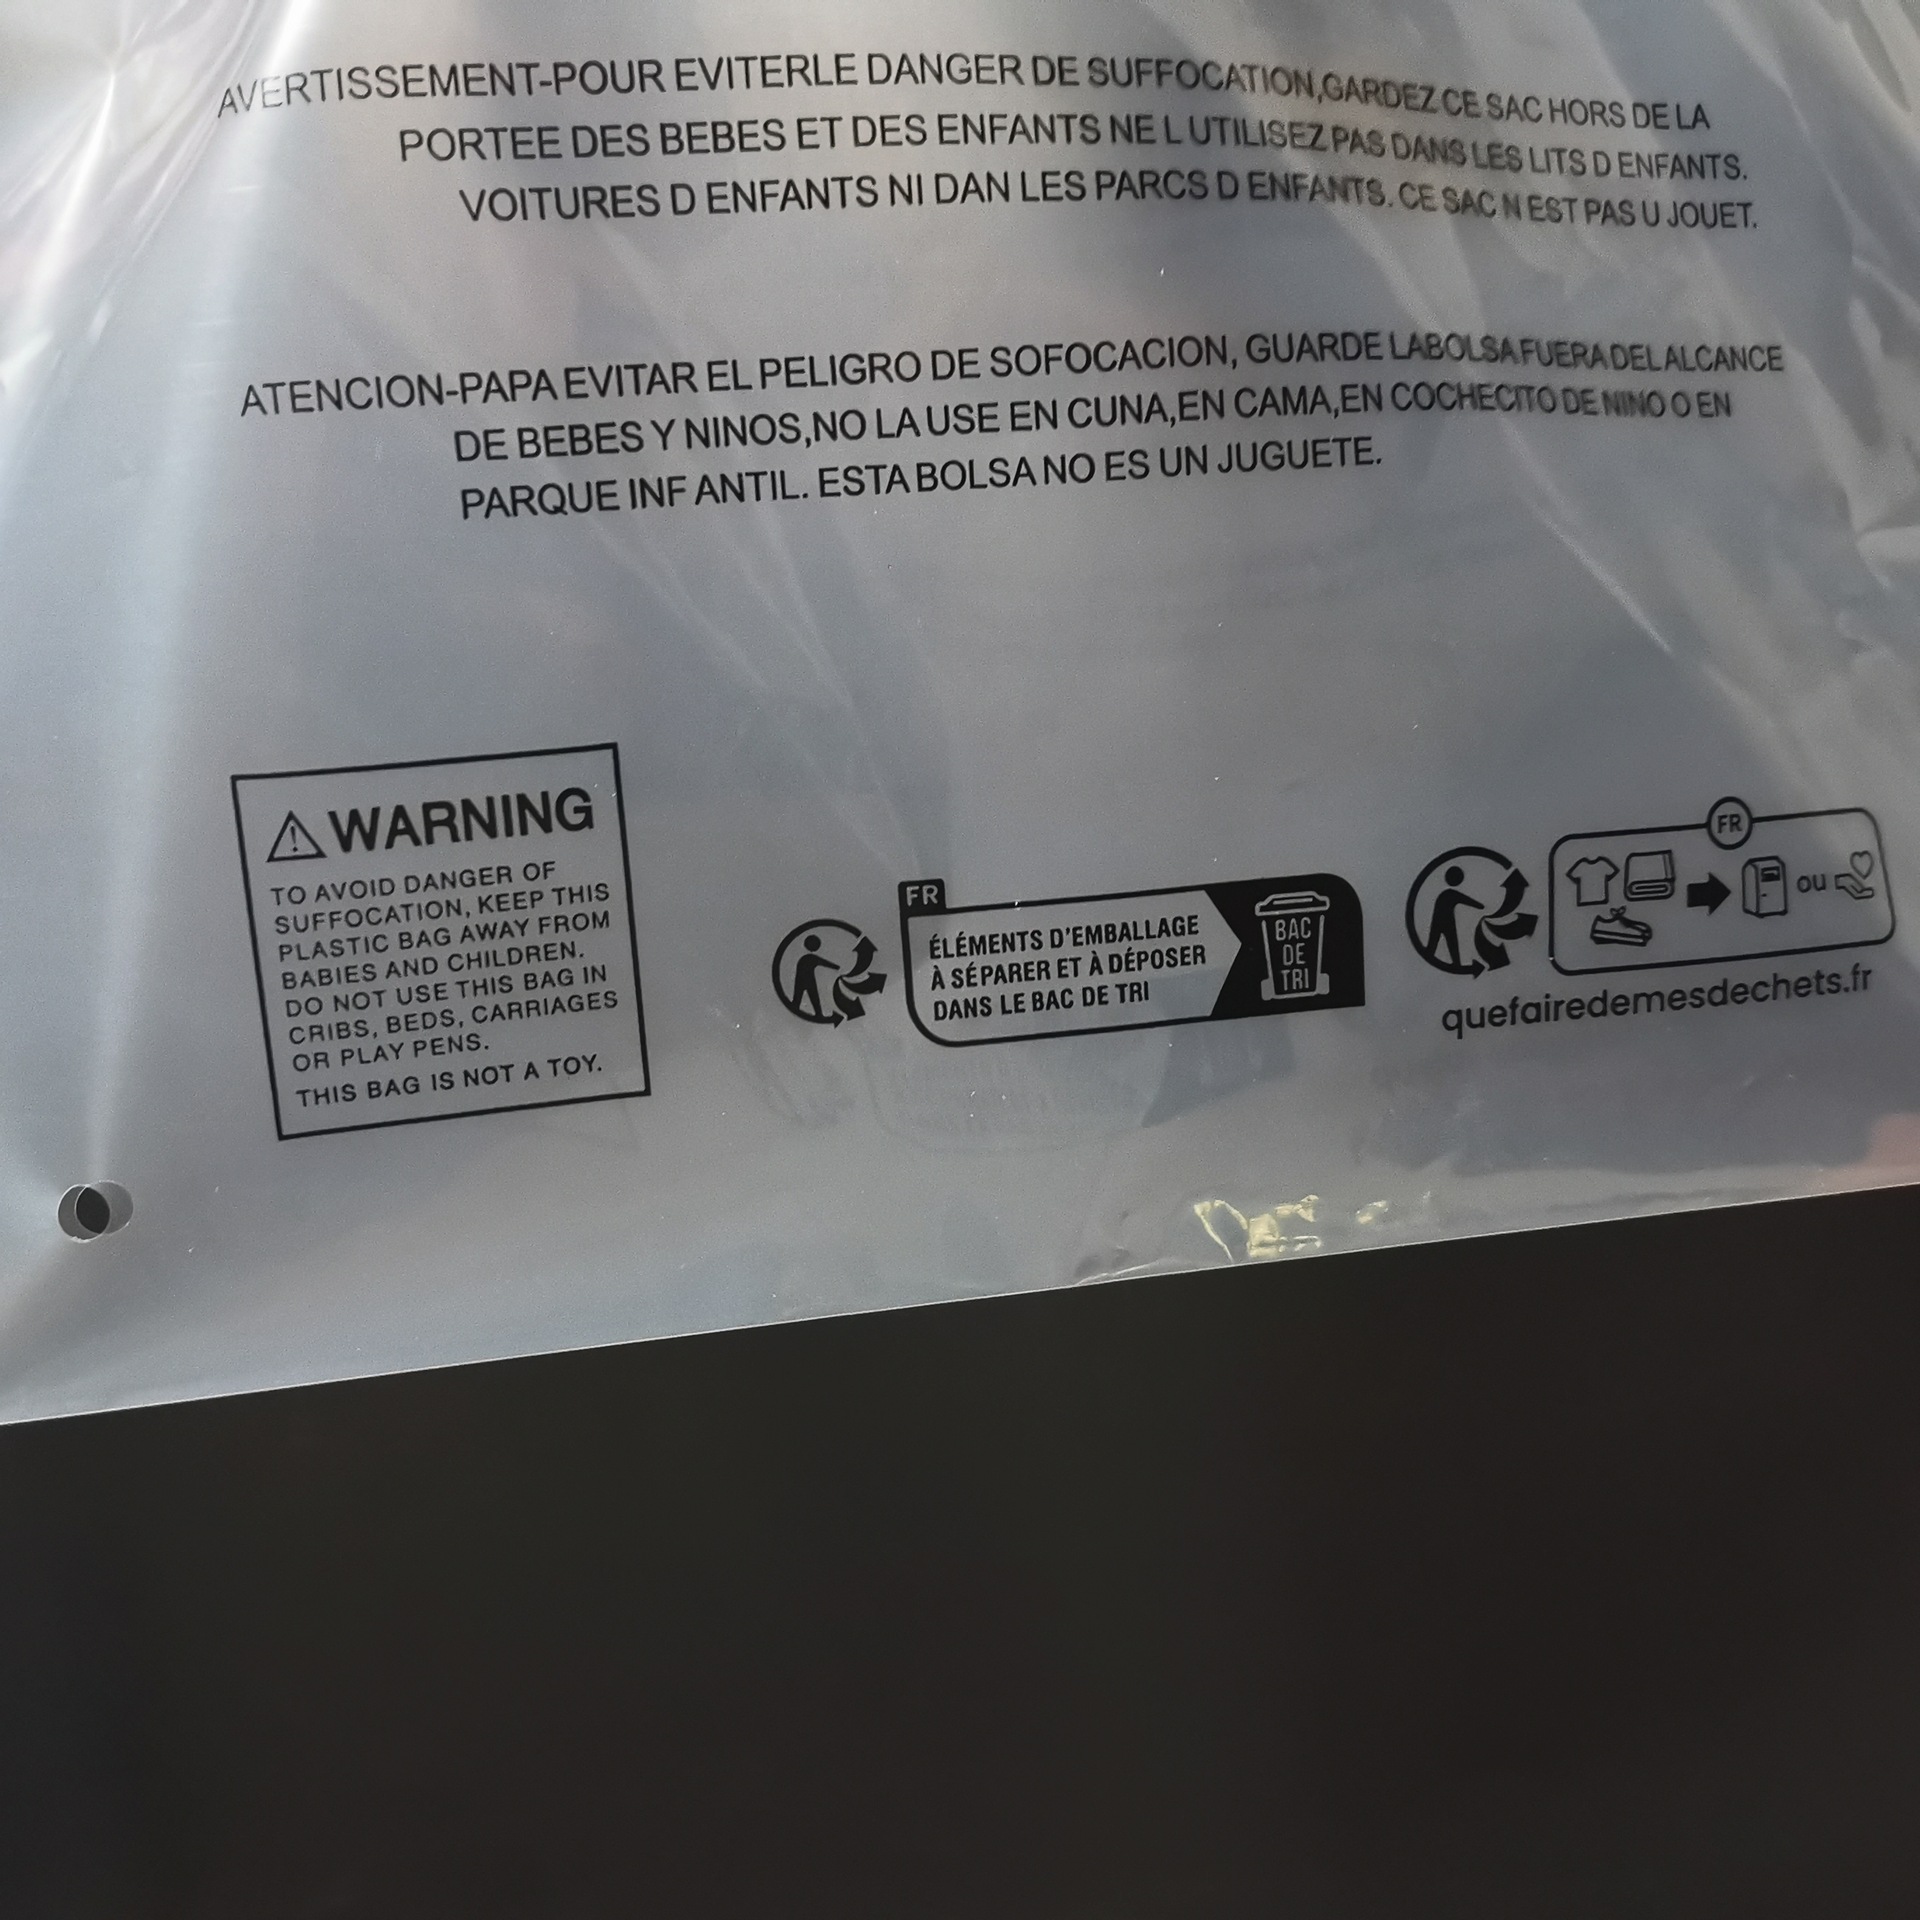 AVERTISSEMENT-POUR EVITERLE DANGER DE SUFFOCATION,GARDEZ CE SAC HORS DE LA
PORTEE DES BEBES ET DES ENFANTS NE L UTILISEZ PAS DANS LES LITS D ENFANTS.
VOITURES D ENFANTS NI DAN LES PARCS D ENFANTS. CE SAC N EST PAS U JOUET.
ATENCION-PAPA EVITAR EL PELIGRO DE SOFOCACION, GUARDE LABOLSA FUERA DEL ALCANCE
DE BEBES Y NINOS,NO LA USE EN CUNA,EN CAMA,EN COCHECITO DE NINO O EN
PARQUE INF ANTIL. ESTA BOLSA NO ES UN JUGUETE.
⚠ WARNING
TO AVOID DANGER OF
SUFFOCATION, KEEP THIS
PLASTIC BAG AWAY FROM
BABIES AND CHILDREN.
DO NOT USE THIS BAG IN
CRIBS, BEDS, CARRIAGES
OR PLAY PENS.
THIS BAG IS NOT A TOY.
FR
ÉLÉMENTS D'EMBALLAGE
À SÉPARER ET À DÉPOSER
DANS LE BAC DE TRI
BAC
DE
TRI
FR
ou
quefairedemesdechets.fr